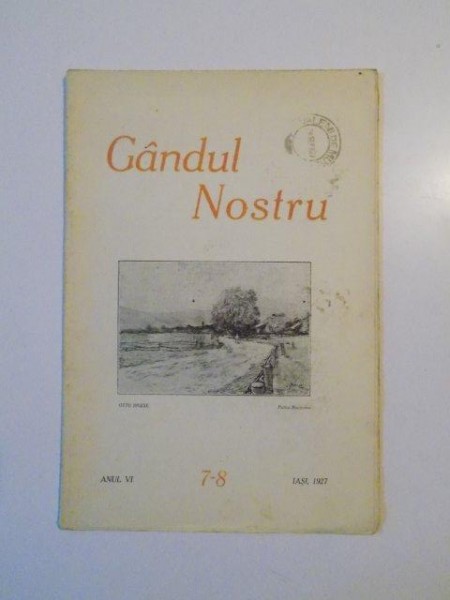 Gândul
Nostru
ANUL VI
7-8
IAȘI, 1927